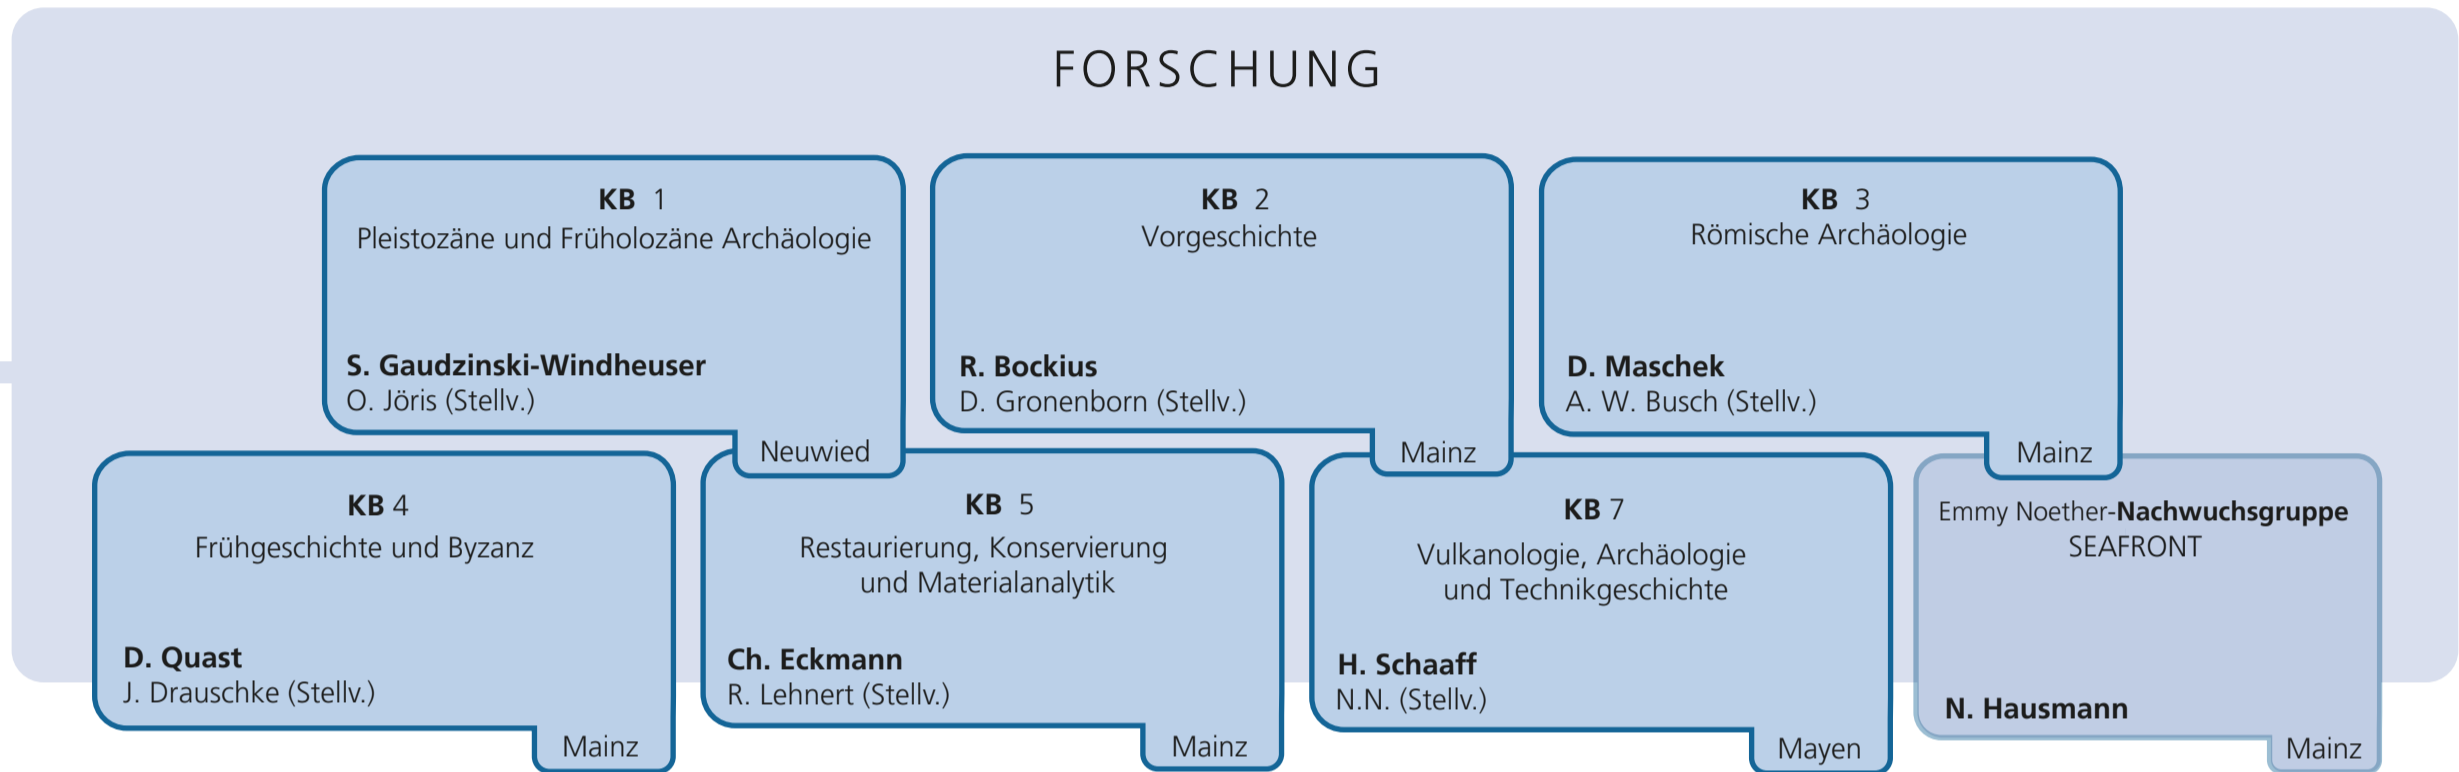 FORSCHUNG
KB 1
Pleistozäne und Früholozäne Archäologie
S. Gaudzinski-Windheuser
O. Jöris (Stellv.)
Neuwied
KB 2
Vorgeschichte
R. Bockius
D. Gronenborn (Stellv.)
Mainz
KB 3
Römische Archäologie
D. Maschek
A. W. Busch (Stellv.)
Mainz
KB 4
Frühgeschichte und Byzanz
D. Quast
J. Drauschke (Stellv.)
Mainz
KB 5
Restaurierung, Konservierung
und Materialanalytik
Ch. Eckmann
R. Lehnert (Stellv.)
Mainz
KB 7
Vulkanologie, Archäologie
und Technikgeschichte
H. Schaaff
N.N. (Stellv.)
Mayen
Emmy Noether-Nachwuchsgruppe
SEAFRONT
N. Hausmann
Mainz